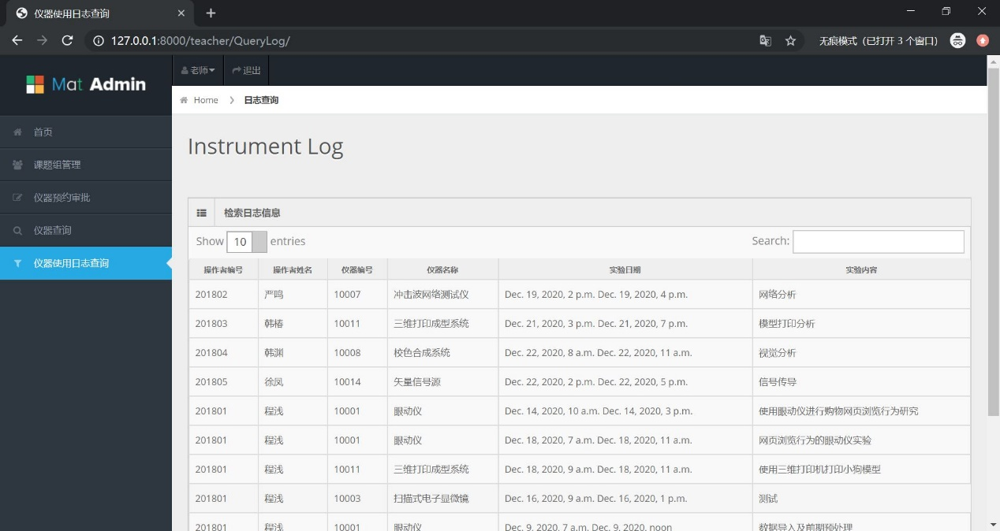 仪器使用日志查询
127.0.0.1:8000/teacher/QueryLog/
无痕模式（已打开 3 个窗口）
Mat Admin
老师 退出
Home 日志查询
首页
课题组管理
仪器预约审批
仪器查询
仪器使用日志查询
Instrument Log
检索日志信息
Show 10 entries Search:
操作者编号 操作者姓名 仪器编号 仪器名称 实验日期 实验内容
201802 严鸣 10007 冲击波网络测试仪 Dec. 19, 2020, 2 p.m. Dec. 19, 2020, 4 p.m. 网络分析
201803 韩椿 10011 三维打印成型系统 Dec. 21, 2020, 3 p.m. Dec. 21, 2020, 7 p.m. 模型打印分析
201804 韩渊 10008 校色合成系统 Dec. 22, 2020, 8 a.m. Dec. 22, 2020, 11 a.m. 视觉分析
201805 徐凤 10014 矢量信号源 Dec. 22, 2020, 2 p.m. Dec. 22, 2020, 5 p.m. 信号传导
201801 程浅 10001 眼动仪 Dec. 14, 2020, 10 a.m. Dec. 14, 2020, 3 p.m. 使用眼动仪进行购物网页浏览行为研究
201801 程浅 10001 眼动仪 Dec. 18, 2020, 7 a.m. Dec. 18, 2020, 11 a.m. 网页浏览行为的眼动仪实验
201801 程浅 10011 三维打印成型系统 Dec. 18, 2020, 9 a.m. Dec. 18, 2020, 11 a.m. 使用三维打印机打印小狗模型
201801 程浅 10003 扫描式电子显微镜 Dec. 16, 2020, 9 a.m. Dec. 16, 2020, 1 p.m. 测试
201801 程浅 10001 眼动仪 Dec. 9, 2020, 7 a.m. Dec. 9, 2020, noon 数据导入及前期预处理